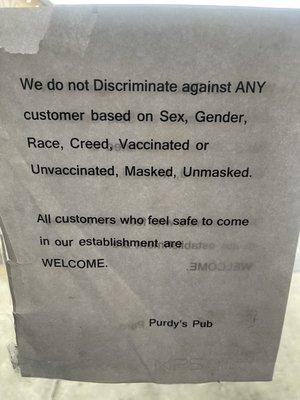 We do not Discriminate against ANY
customer based on Sex, Gender,
Race, Creed, Vaccinated or
Unvaccinated, Masked, Unmasked.
All customers who feel safe to come
in our establishment are
WELCOME.
Purdy's Pub